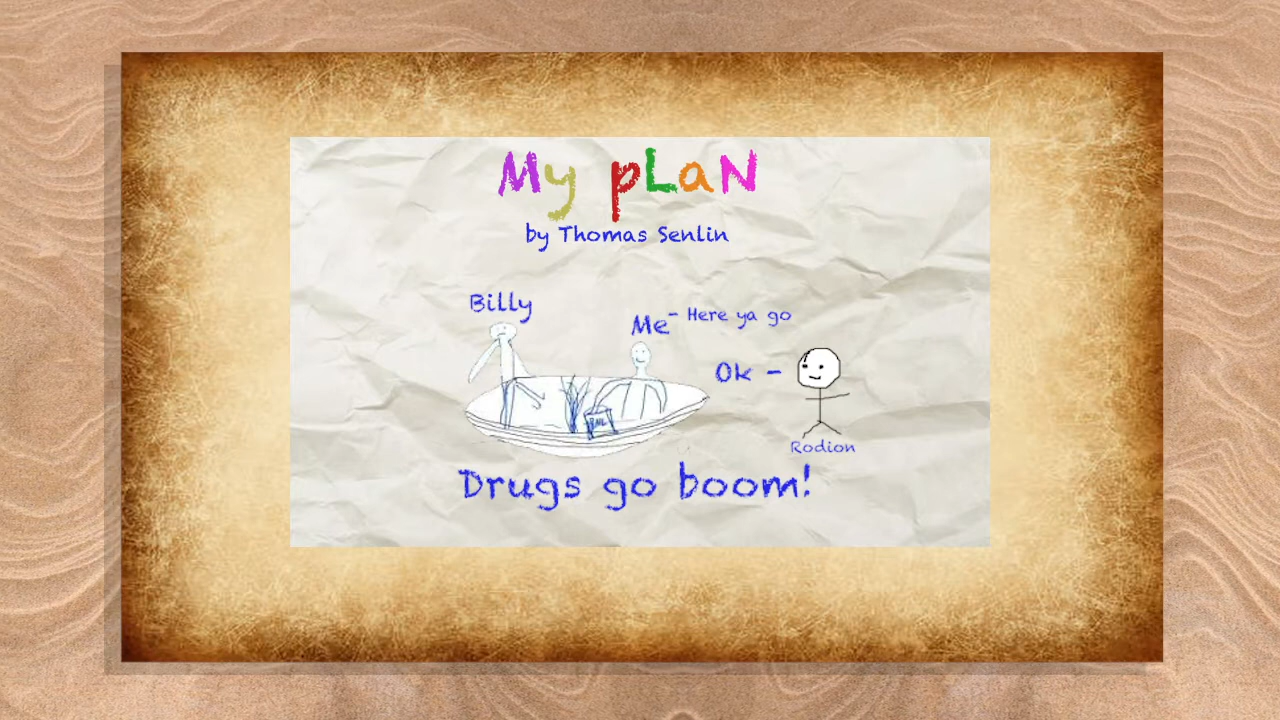 My pLaN
by Thomas Senlin
Billy
Me - Here ya go
Ok -
Rodion
Drugs go boom!